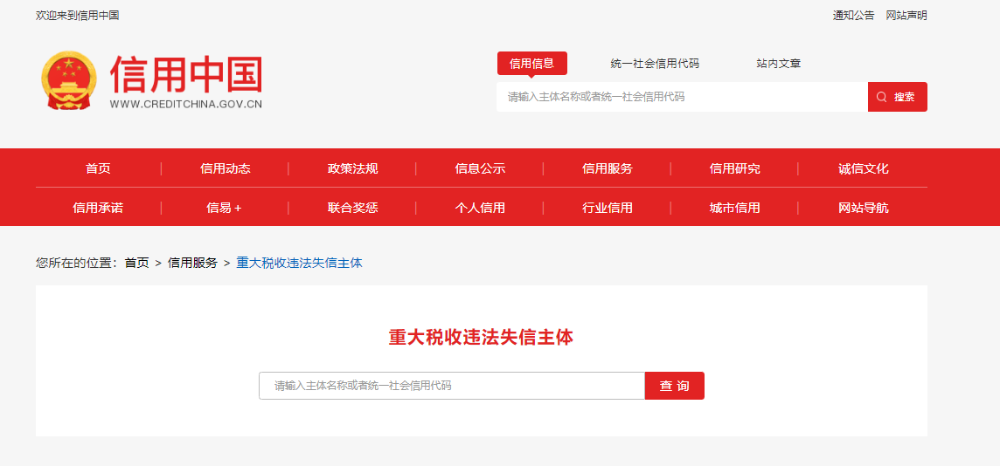 欢迎来到信用中国
通知公告 网站声明
信用中国
WWW.CREDITCHINA.GOV.CN
信用信息 统一社会信用代码 站内文章
请输入主体名称或者统一社会信用代码 搜索
首页 信用动态 政策法规 信息公示 信用服务 信用研究 诚信文化
信用承诺 信易+ 联合奖惩 个人信用 行业信用 城市信用 网站导航
您所在的位置：首页 > 信用服务 > 重大税收违法失信主体
重大税收违法失信主体
请输入主体名称或者统一社会信用代码 查询